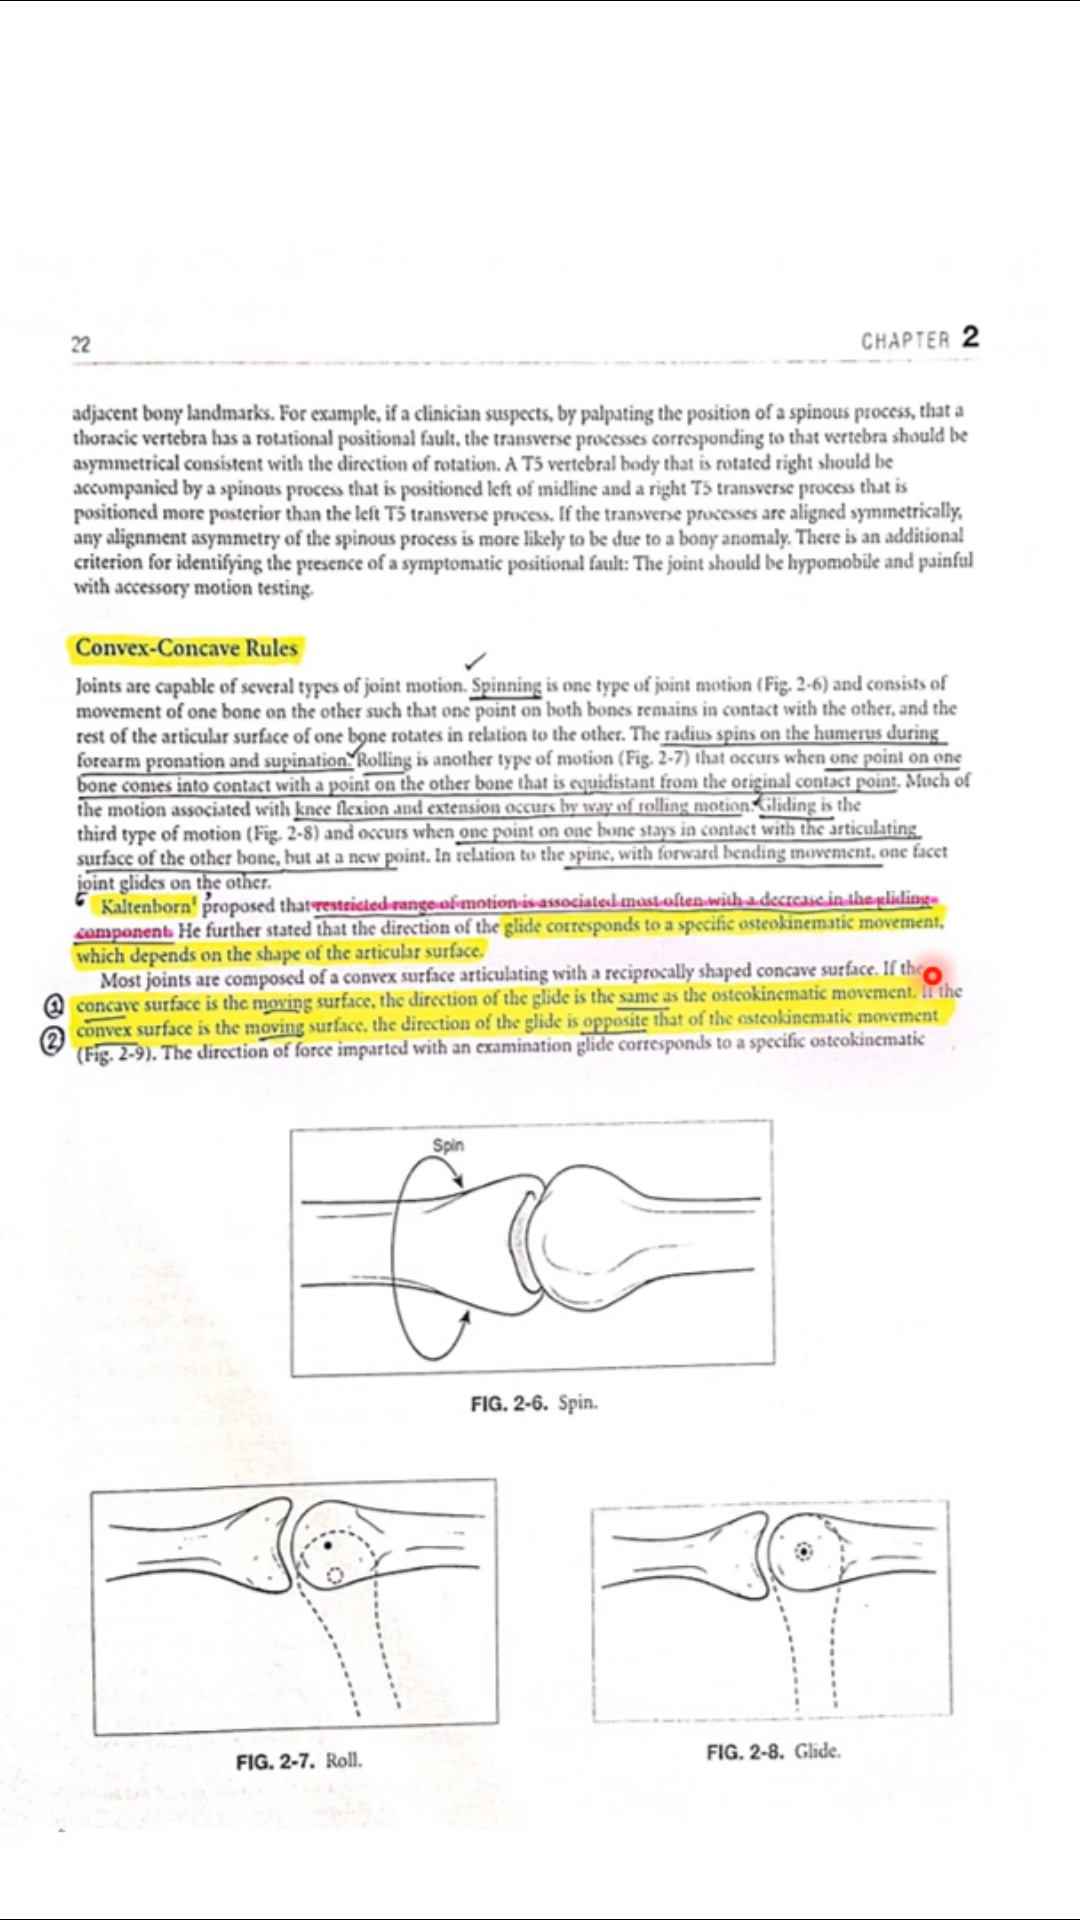 22
CHAPTER 2
adjacent bony landmarks. For example, if a clinician suspects, by palpating the position of a spinous process, that a
thoracic vertebra has a rotational positional fault, the transverse processes corresponding to that vertebra should be
asymmetrical consistent with the direction of rotation. A T5 vertebral body that is rotated right should be
accompanied by a spinous process that is positioned left of midline and a right T5 transverse process that is
positioned more posterior than the left T5 transverse process. If the transverse processes are aligned symmetrically,
any alignment asymmetry of the spinous process is more likely to be due to a bony anomaly. There is an additional
criterion for identifying the presence of a symptomatic positional fault: The joint should be hypomobile and painful
with accessory motion testing.
Convex-Concave Rules
Joints are capable of several types of joint motion. Spinning is one type of joint motion (Fig. 2-6) and consists of
movement of one bone on the other such that one point on both bones remains in contact with the other, and the
rest of the articular surface of one bone rotates in relation to the other. The radius spins on the humerus during
forearm pronation and supination. Rolling is another type of motion (Fig. 2-7) that occurs when one point on one
bone comes into contact with a point on the other bone that is equidistant from the original contact point. Much of
the motion associated with knee flexion and extension occurs by way of rolling motion. Gliding is the
third type of motion (Fig. 2-8) and occurs when one point on one bone stays in contact with the articulating
surface of the other bone, but at a new point. In relation to the spine, with forward bending movement, one facet
joint glides on the other.
Kaltenborn¹ proposed that restricted range of motion is associated most often with a decrease in the gliding
component. He further stated that the direction of the glide corresponds to a specific osteokinematic movement,
which depends on the shape of the articular surface.
Most joints are composed of a convex surface articulating with a reciprocally shaped concave surface. If the
① concave surface is the moving surface, the direction of the glide is the same as the osteokinematic movement. If the
② convex surface is the moving surface, the direction of the glide is opposite that of the osteokinematic movement
(Fig. 2-9). The direction of force imparted with an examination glide corresponds to a specific osteokinematic
Spin
FIG. 2-6. Spin.
FIG. 2-7. Roll.
FIG. 2-8. Glide.